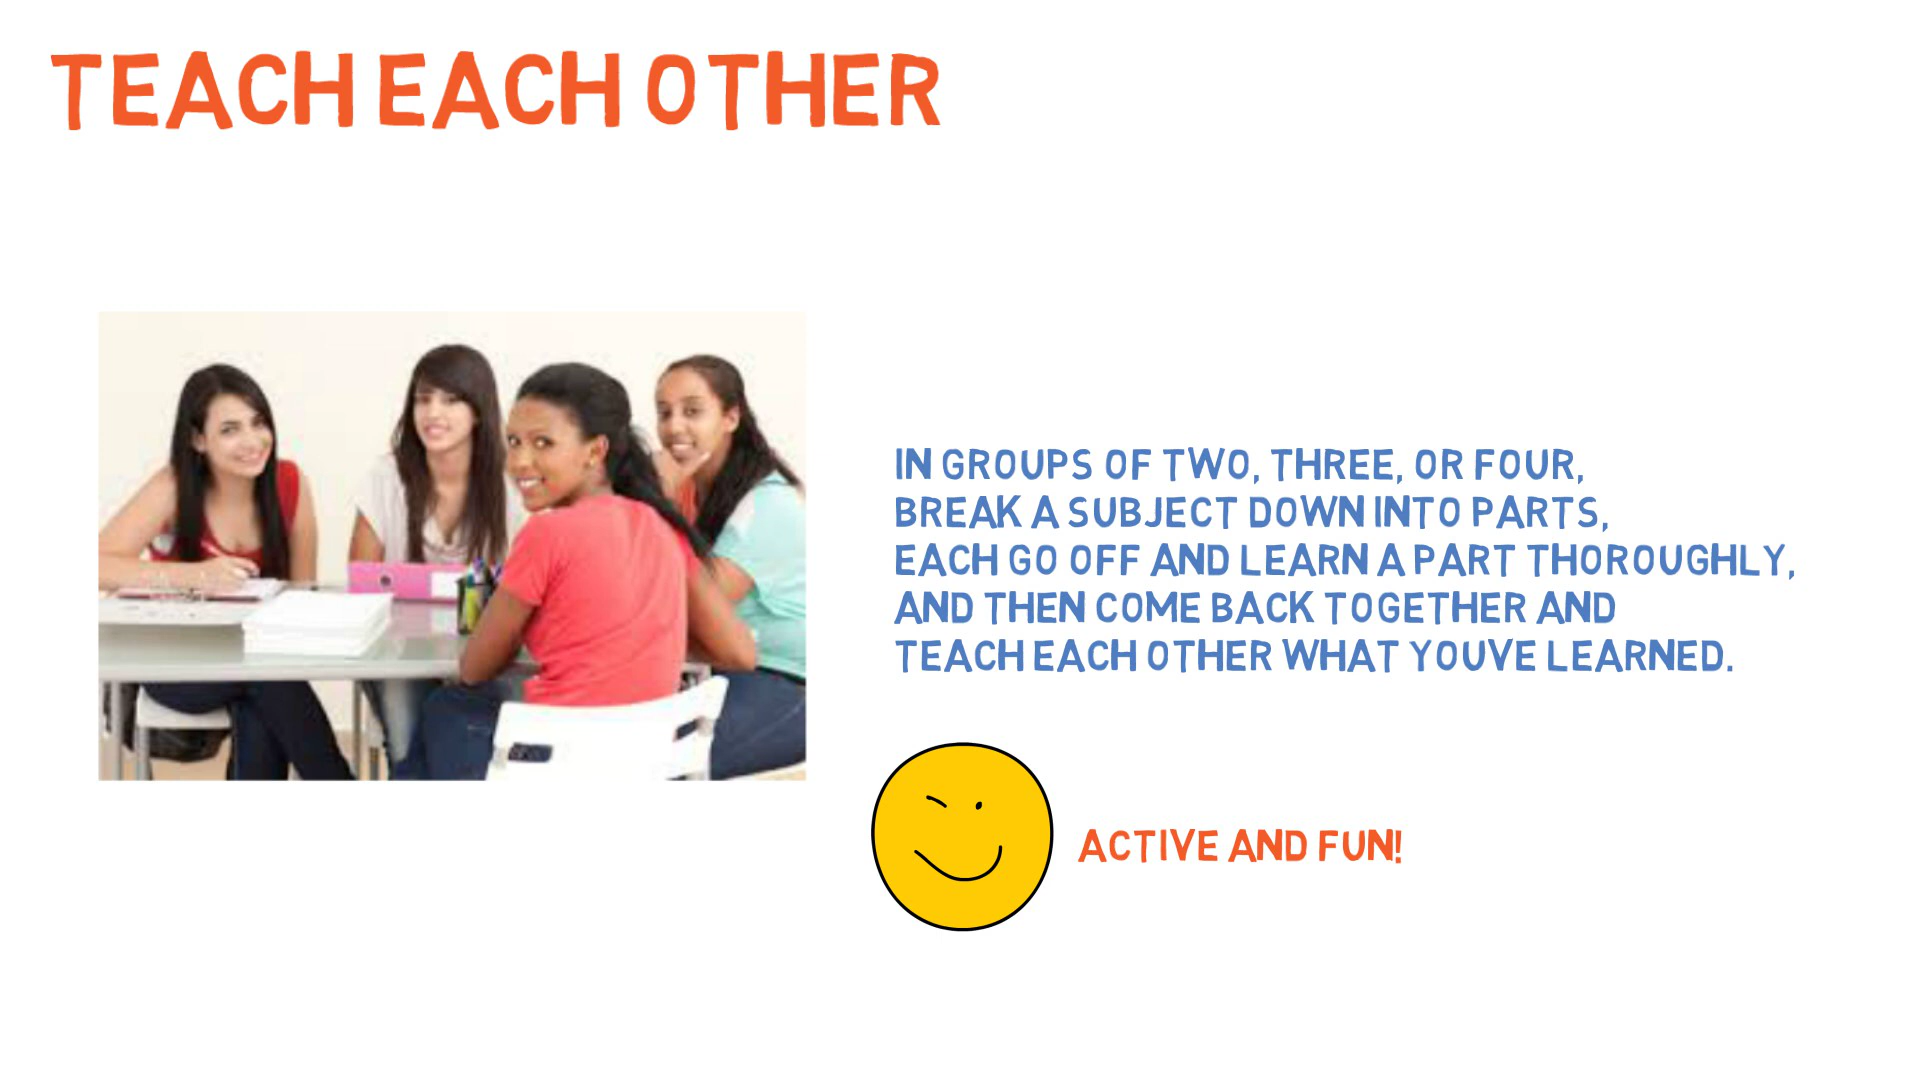 TEACH EACH OTHER
IN GROUPS OF TWO, THREE, OR FOUR,
BREAK A SUBJECT DOWN INTO PARTS,
EACH GO OFF AND LEARN A PART THOROUGHLY,
AND THEN COME BACK TOGETHER AND
TEACH EACH OTHER WHAT YOUVE LEARNED.
ACTIVE AND FUN!